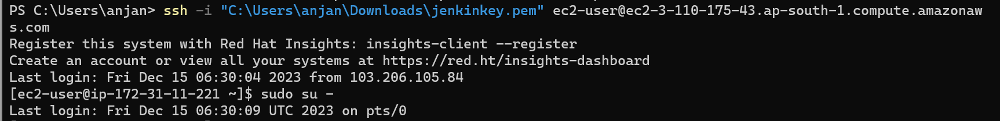 PS C:\Users\anjan> ssh -i "C:\Users\anjan\Downloads\jenkinkey.pem" ec2-user@ec2-3-110-175-43.ap-south-1.compute.amazonaw
s.com
Register this system with Red Hat Insights: insights-client --register
Create an account or view all your systems at https://red.ht/insights-dashboard
Last login: Fri Dec 15 06:30:04 2023 from 103.206.105.84
[ec2-user@ip-172-31-11-221 ~]$ sudo su -
Last login: Fri Dec 15 06:30:09 UTC 2023 on pts/0